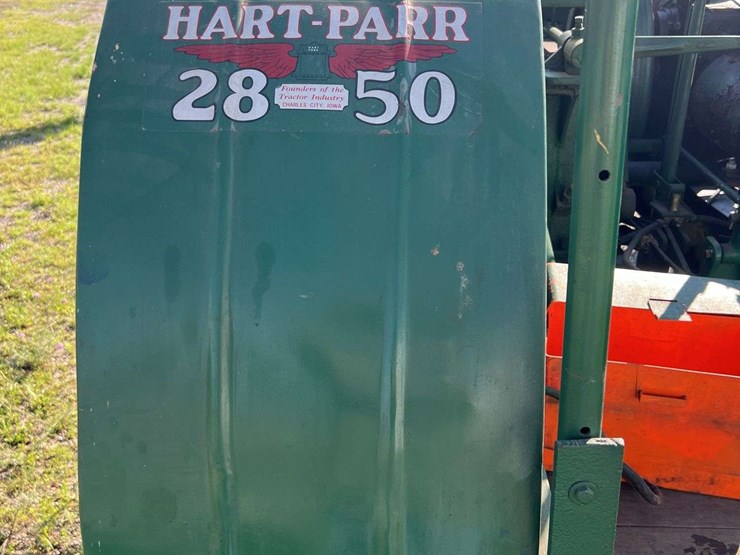 HART-PARR
28 50
Founders of the
Tractor Industry
CHARLES CITY, IOWA